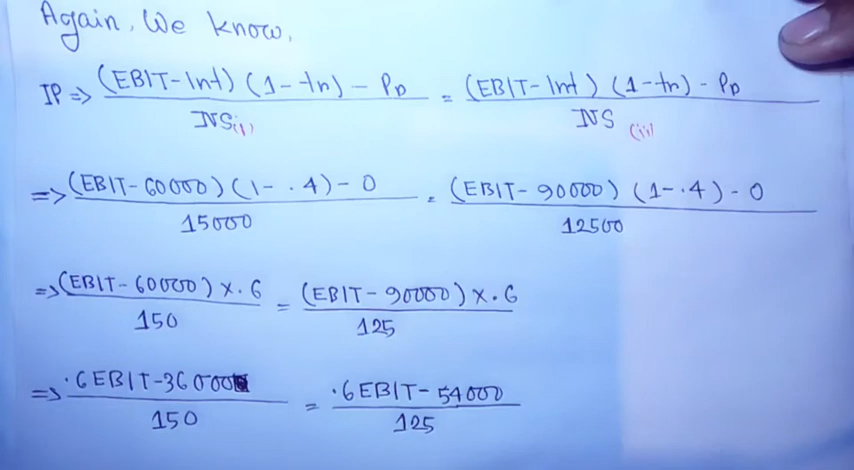 Again, We know,
IP => (EBIT-Int) (1-tn) - PD / NS(i) = (EBIT-Int) (1-tn) - PD / NS (ii)
=> (EBIT-60000) (1-.4) - 0 / 15000 = (EBIT-90000) (1-.4) - 0 / 12500
=> (EBIT-60000) x .6 / 150 = (EBIT-90000) x .6 / 125
=> .6EBIT-36000 / 150 = .6EBIT-54000 / 125